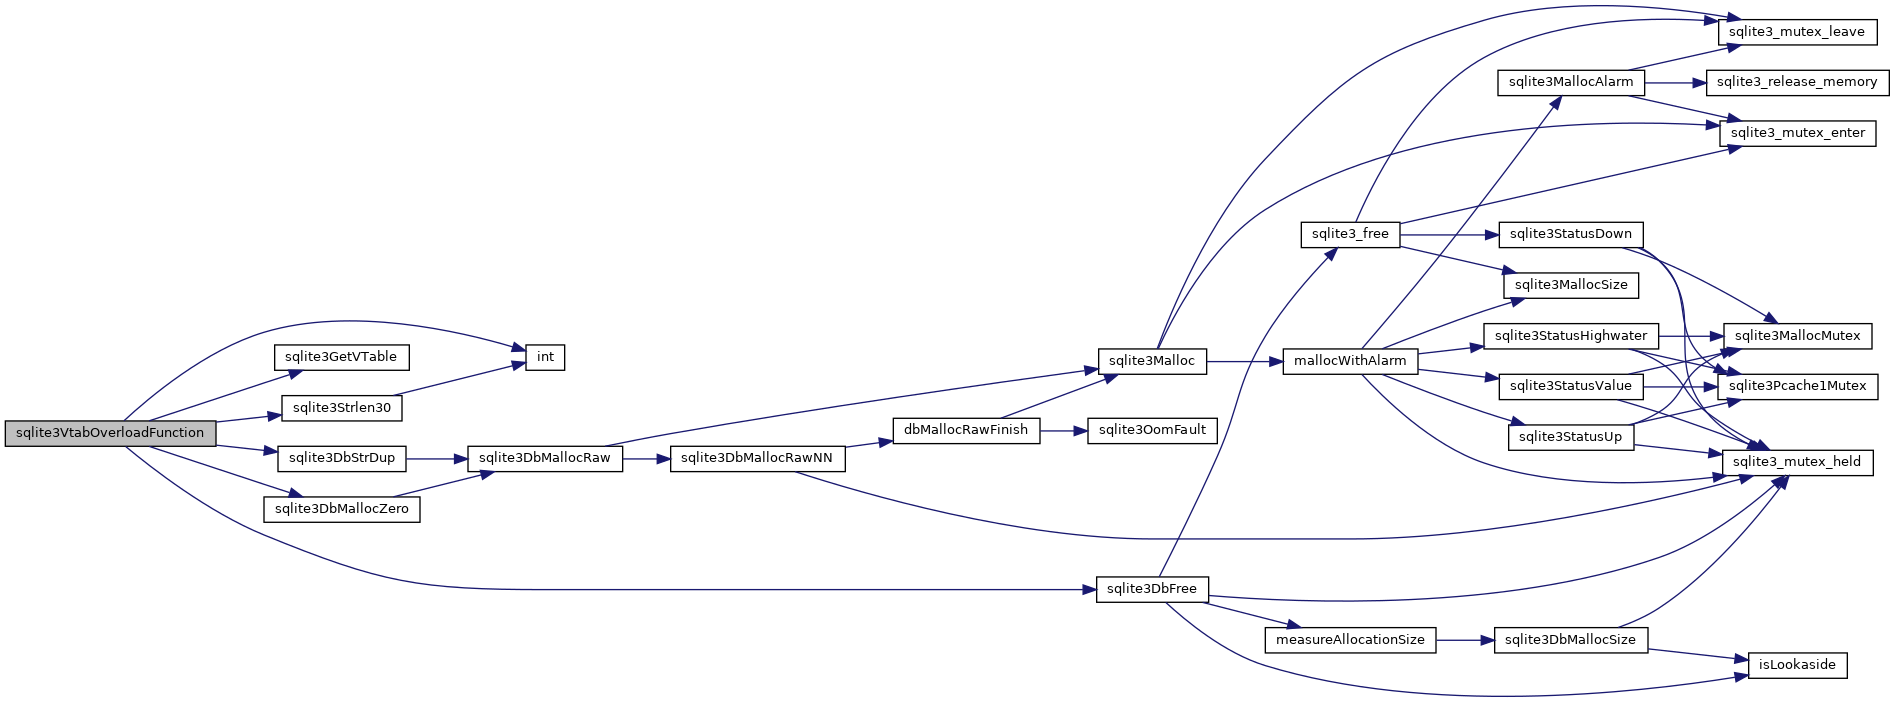 sqlite3VtabOverloadFunction
sqlite3GetVTable
sqlite3Strlen30
sqlite3DbStrDup
sqlite3DbMallocZero
int
sqlite3DbMallocRaw
sqlite3DbMallocRawNN
dbMallocRawFinish
sqlite3Malloc
sqlite3OomFault
sqlite3DbFree
sqlite3_free
mallocWithAlarm
measureAllocationSize
sqlite3MallocAlarm
sqlite3StatusDown
sqlite3MallocSize
sqlite3StatusHighwater
sqlite3StatusValue
sqlite3StatusUp
sqlite3DbMallocSize
sqlite3_mutex_leave
sqlite3_release_memory
sqlite3_mutex_enter
sqlite3MallocMutex
sqlite3Pcache1Mutex
sqlite3_mutex_held
isLookaside